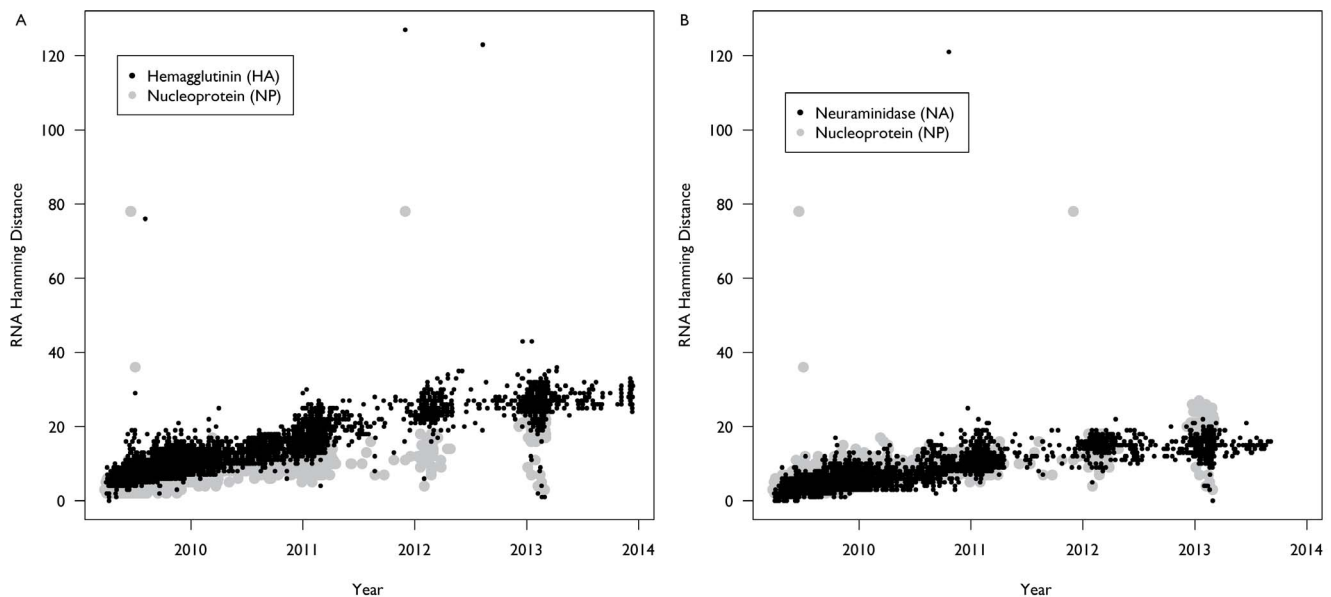 A
RNA Hamming Distance
120
100
80
60
40
20
0
Hemagglutinin (HA)
Nucleoprotein (NP)
2010 2011 2012 2013 2014
Year
B
RNA Hamming Distance
120
100
80
60
40
20
0
Neuraminidase (NA)
Nucleoprotein (NP)
2010 2011 2012 2013 2014
Year